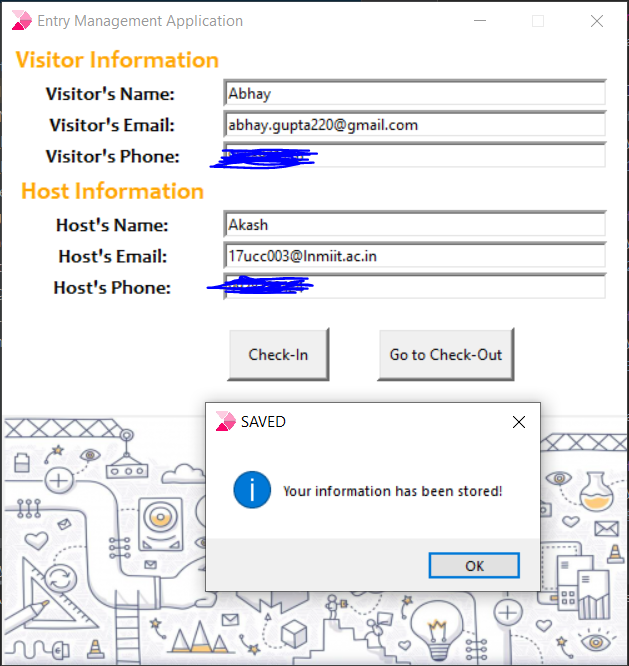 Entry Management Application
Visitor Information
Visitor's Name: Abhay
Visitor's Email: abhay.gupta220@gmail.com
Visitor's Phone:
Host Information
Host's Name: Akash
Host's Email: 17ucc003@lnmiit.ac.in
Host's Phone:
Check-In Go to Check-Out
SAVED
Your information has been stored!
OK